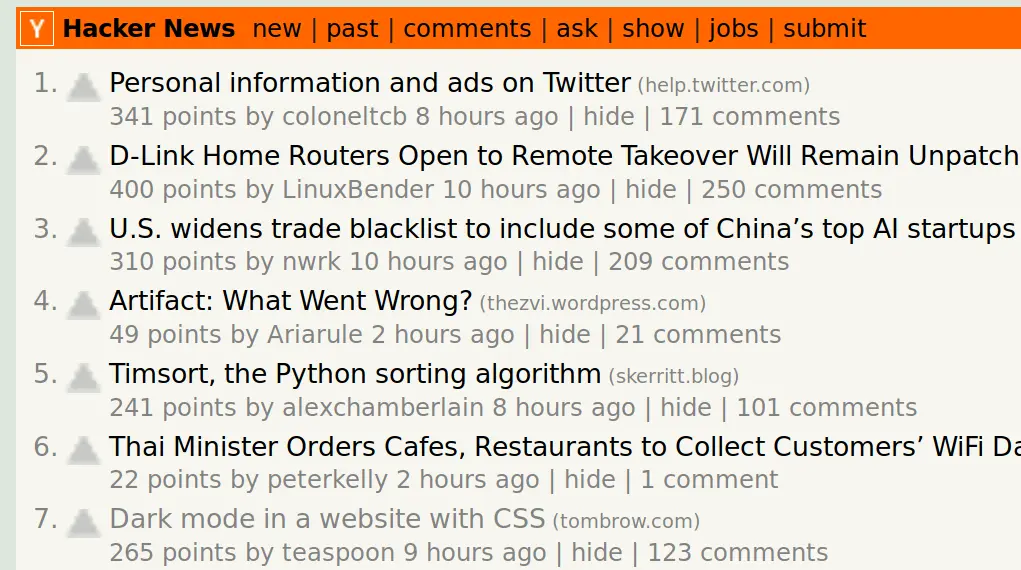 Y Hacker News new | past | comments | ask | show | jobs | submit
1. Personal information and ads on Twitter (help.twitter.com)
341 points by coloneltcb 8 hours ago | hide | 171 comments
2. D-Link Home Routers Open to Remote Takeover Will Remain Unpatch
400 points by LinuxBender 10 hours ago | hide | 250 comments
3. U.S. widens trade blacklist to include some of China’s top AI startups
310 points by nwrk 10 hours ago | hide | 209 comments
4. Artifact: What Went Wrong? (thezvi.wordpress.com)
49 points by Ariarule 2 hours ago | hide | 21 comments
5. Timsort, the Python sorting algorithm (skerritt.blog)
241 points by alexchamberlain 8 hours ago | hide | 101 comments
6. Thai Minister Orders Cafes, Restaurants to Collect Customers’ WiFi Da
22 points by peterkelly 2 hours ago | hide | 1 comment
7. Dark mode in a website with CSS (tombrow.com)
265 points by teaspoon 9 hours ago | hide | 123 comments